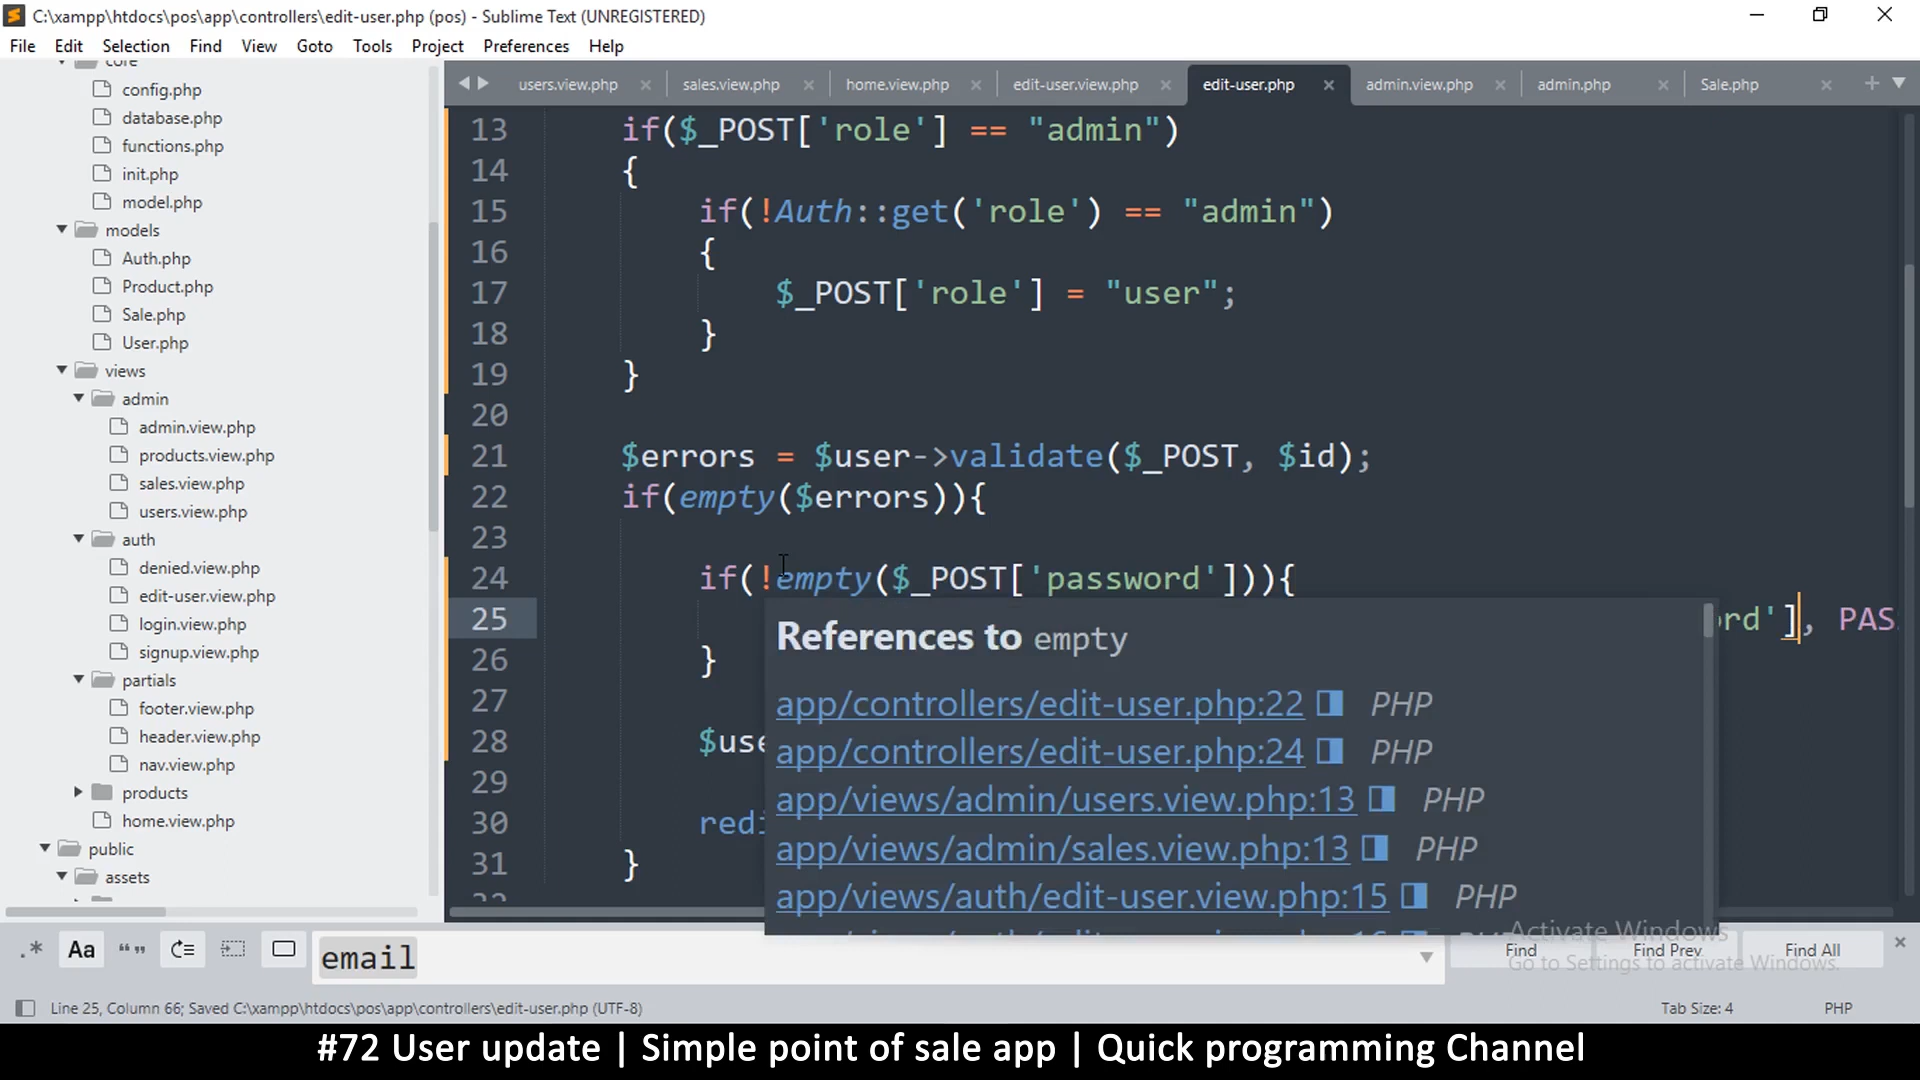 C:\xampp\htdocs\pos\app\controllers\edit-user.php (pos) - Sublime Text (UNREGISTERED)
File Edit Selection Find View Goto Tools Project Preferences Help
core
config.php
database.php
functions.php
init.php
model.php
models
Auth.php
Product.php
Sale.php
User.php
views
admin
admin.view.php
products.view.php
sales.view.php
users.view.php
auth
denied.view.php
edit-user.view.php
login.view.php
signup.view.php
partials
footer.view.php
header.view.php
nav.view.php
products
home.view.php
public
assets
users.view.php sales.view.php home.view.php edit-user.view.php edit-user.php admin.view.php admin.php Sale.php
13 if($_POST['role'] == "admin")
14 {
15 if(!Auth::get('role') == "admin")
16 {
17 $_POST['role'] = "user";
18 }
19 }
20
21 $errors = $user->validate($_POST, $id);
22 if(empty($errors)){
23
24 if(!empty($_POST['password'])){
25 rd'], PAS
26 }
27
28 $use
29
30 redi
31 }
32
References to empty
app/controllers/edit-user.php:22 PHP
app/controllers/edit-user.php:24 PHP
app/views/admin/users.view.php:13 PHP
app/views/admin/sales.view.php:13 PHP
app/views/auth/edit-user.view.php:15 PHP
Activate Windows
Go to Settings to activate Windows.
.* Aa “” email Find Find Prev Find All
Line 25, Column 66; Saved C:\xampp\htdocs\pos\app\controllers\edit-user.php (UTF-8) Tab Size: 4 PHP
#72 User update | Simple point of sale app | Quick programming Channel